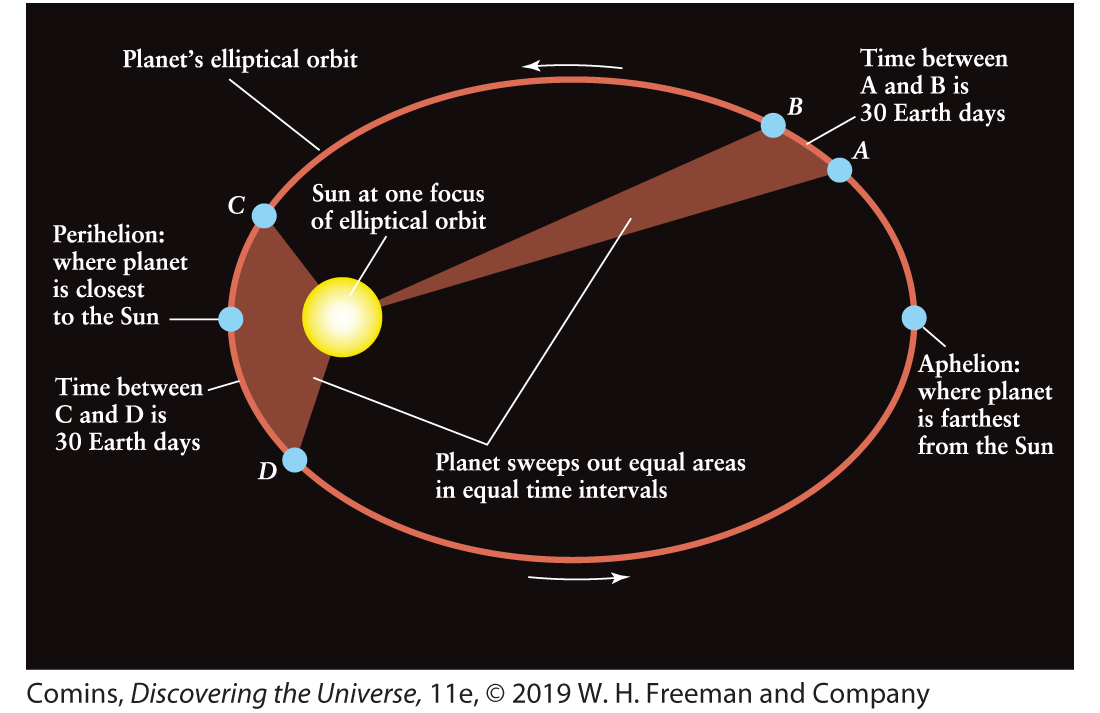 Planet's elliptical orbit
Time between
A and B is
30 Earth days
B
A
C
Sun at one focus
of elliptical orbit
Perihelion:
where planet
is closest
to the Sun
Time between
C and D is
30 Earth days
D
Aphelion:
where planet
is farthest
from the Sun
Planet sweeps out equal areas
in equal time intervals
Comins, Discovering the Universe, 11e, © 2019 W. H. Freeman and Company